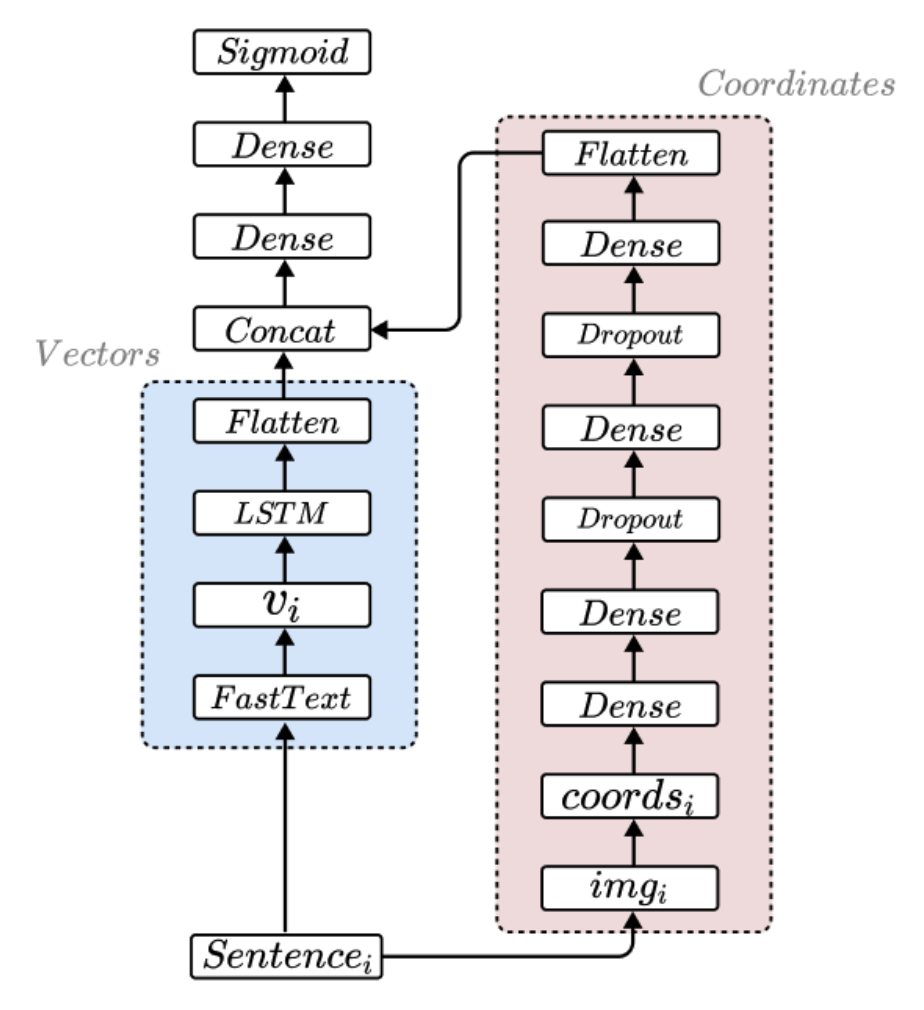 Sigmoid
Dense
Dense
Concat
Vectors
Flatten
LSTM
v_i
FastText
Sentence_i
Coordinates
Flatten
Dense
Dropout
Dense
Dropout
Dense
Dense
coords_i
img_i